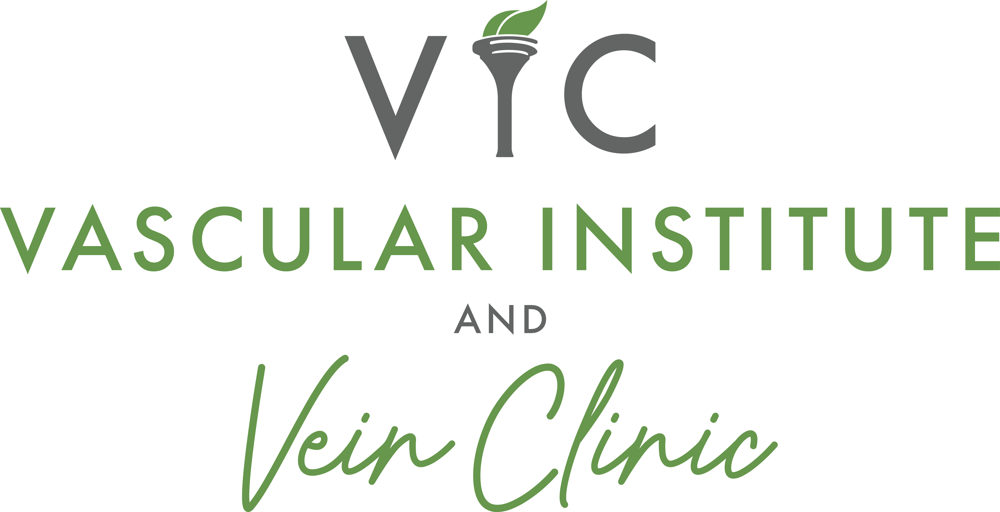 VIC
VASCULAR INSTITUTE
AND
Vein Clinic